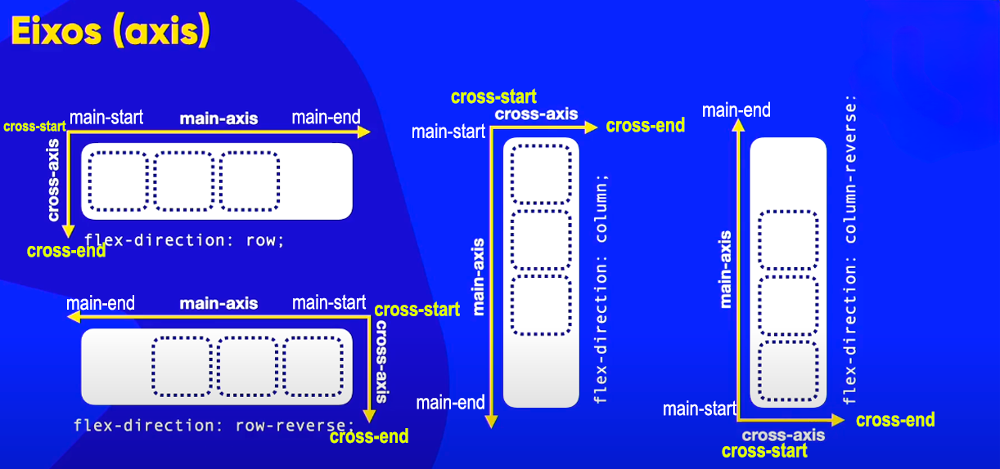 Eixos (axis)
cross-start
main-start
main-axis
main-end
cross-axis
cross-end
flex-direction: row;
main-end
main-axis
main-start
cross-start
cross-axis
flex-direction: row-reverse;
cross-end
cross-start
cross-axis
main-start
cross-end
main-axis
main-end
flex-direction: column;
main-end
main-axis
main-start
cross-end
cross-axis
cross-start
flex-direction: column-reverse: